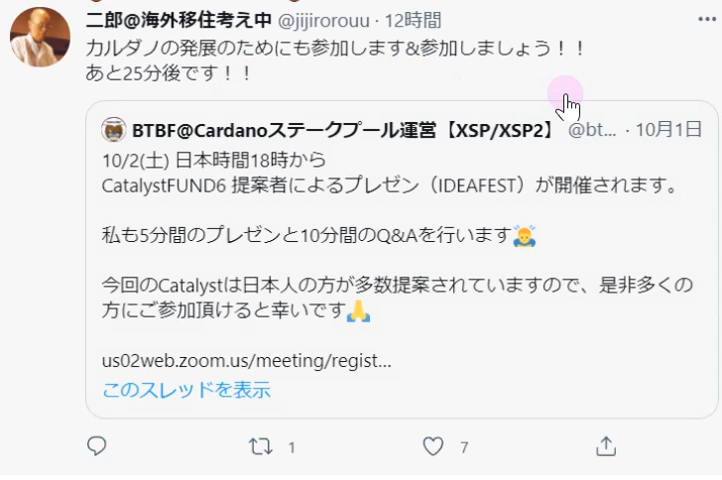 二郎@海外移住考え中 @jijirorouu · 12時間
カルダノの発展のためにも参加します&参加しましょう！！
あと25分後です！！
BTBF@Cardanoステークプール運営【XSP/XSP2】 @bt... · 10月1日
10/2(土) 日本時間18時から
CatalystFUND6 提案者によるプレゼン（IDEAFEST）が開催されます。
私も5分間のプレゼンと10分間のQ&Aを行います🙇
今回のCatalystは日本人の方が多数提案されていますので、是非多くの
方にご参加頂けると幸いです🙏
us02web.zoom.us/meeting/regist...
このスレッドを表示
1 7